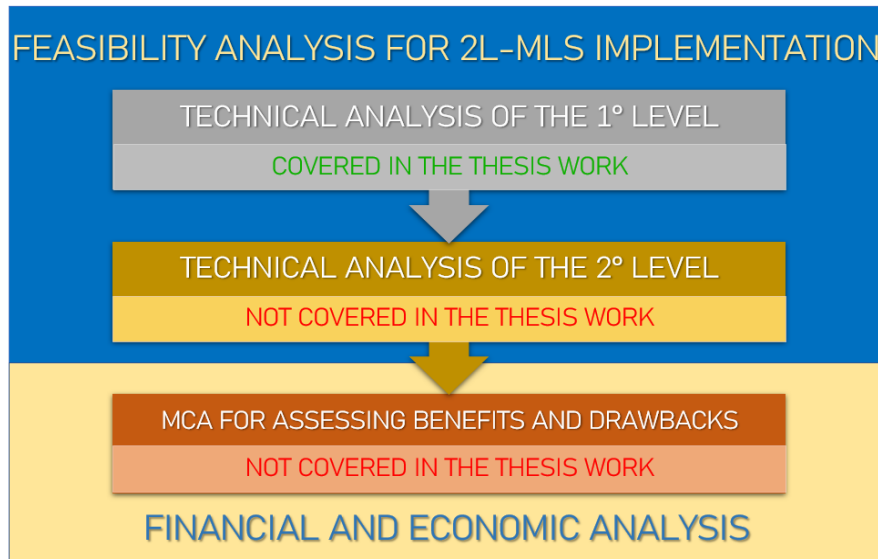 FEASIBILITY ANALYSIS FOR 2L-MLS IMPLEMENTATION
TECHNICAL ANALYSIS OF THE 1° LEVEL
COVERED IN THE THESIS WORK
TECHNICAL ANALYSIS OF THE 2° LEVEL
NOT COVERED IN THE THESIS WORK
MCA FOR ASSESSING BENEFITS AND DRAWBACKS
NOT COVERED IN THE THESIS WORK
FINANCIAL AND ECONOMIC ANALYSIS